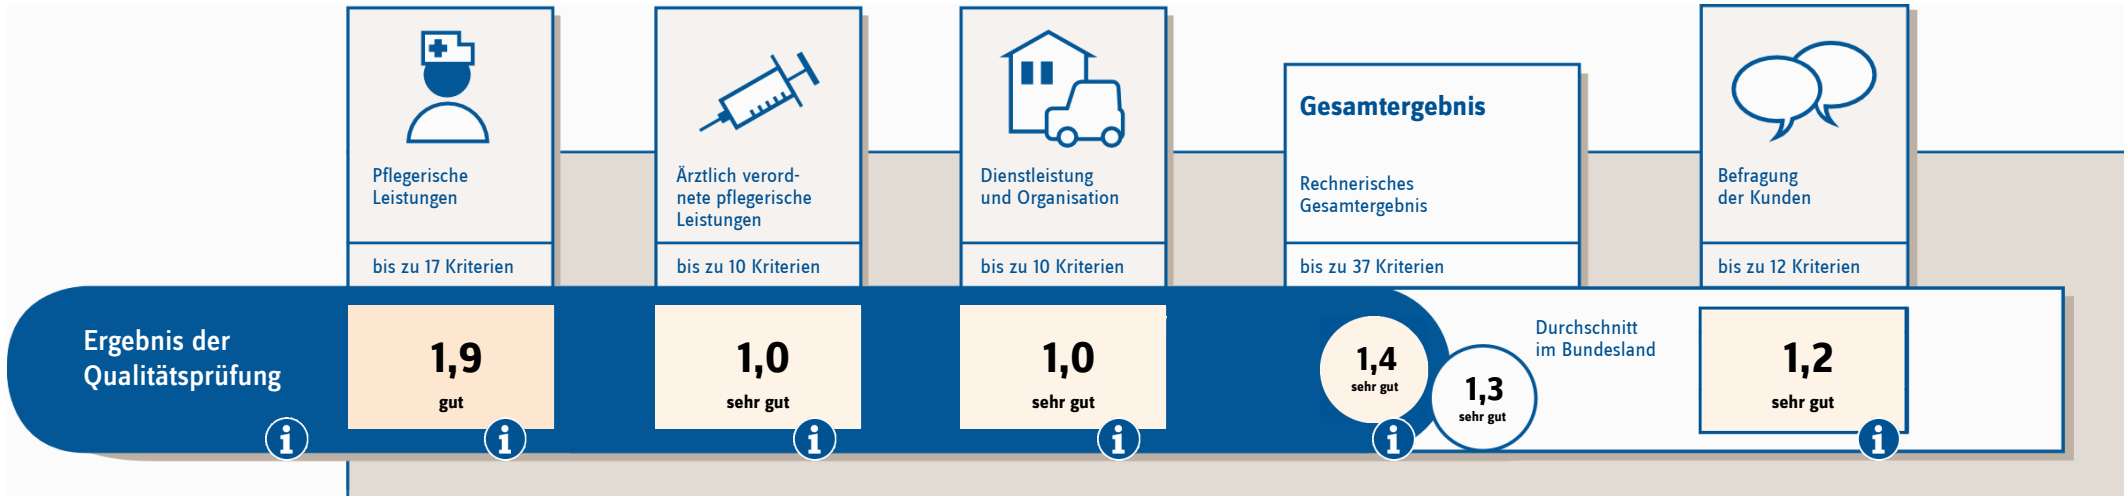 Pflegerische
Leistungen
bis zu 17 Kriterien
Ärztlich verord-
nete pflegerische
Leistungen
bis zu 10 Kriterien
Dienstleistung
und Organisation
bis zu 10 Kriterien
Gesamtergebnis
Rechnerisches
Gesamtergebnis
bis zu 37 Kriterien
Befragung
der Kunden
bis zu 12 Kriterien
Ergebnis der
Qualitätsprüfung
i
1,9
gut
i
1,0
sehr gut
i
1,0
sehr gut
i
1,4
sehr gut
i
1,3
sehr gut
Durchschnitt
im Bundesland
1,2
sehr gut
i